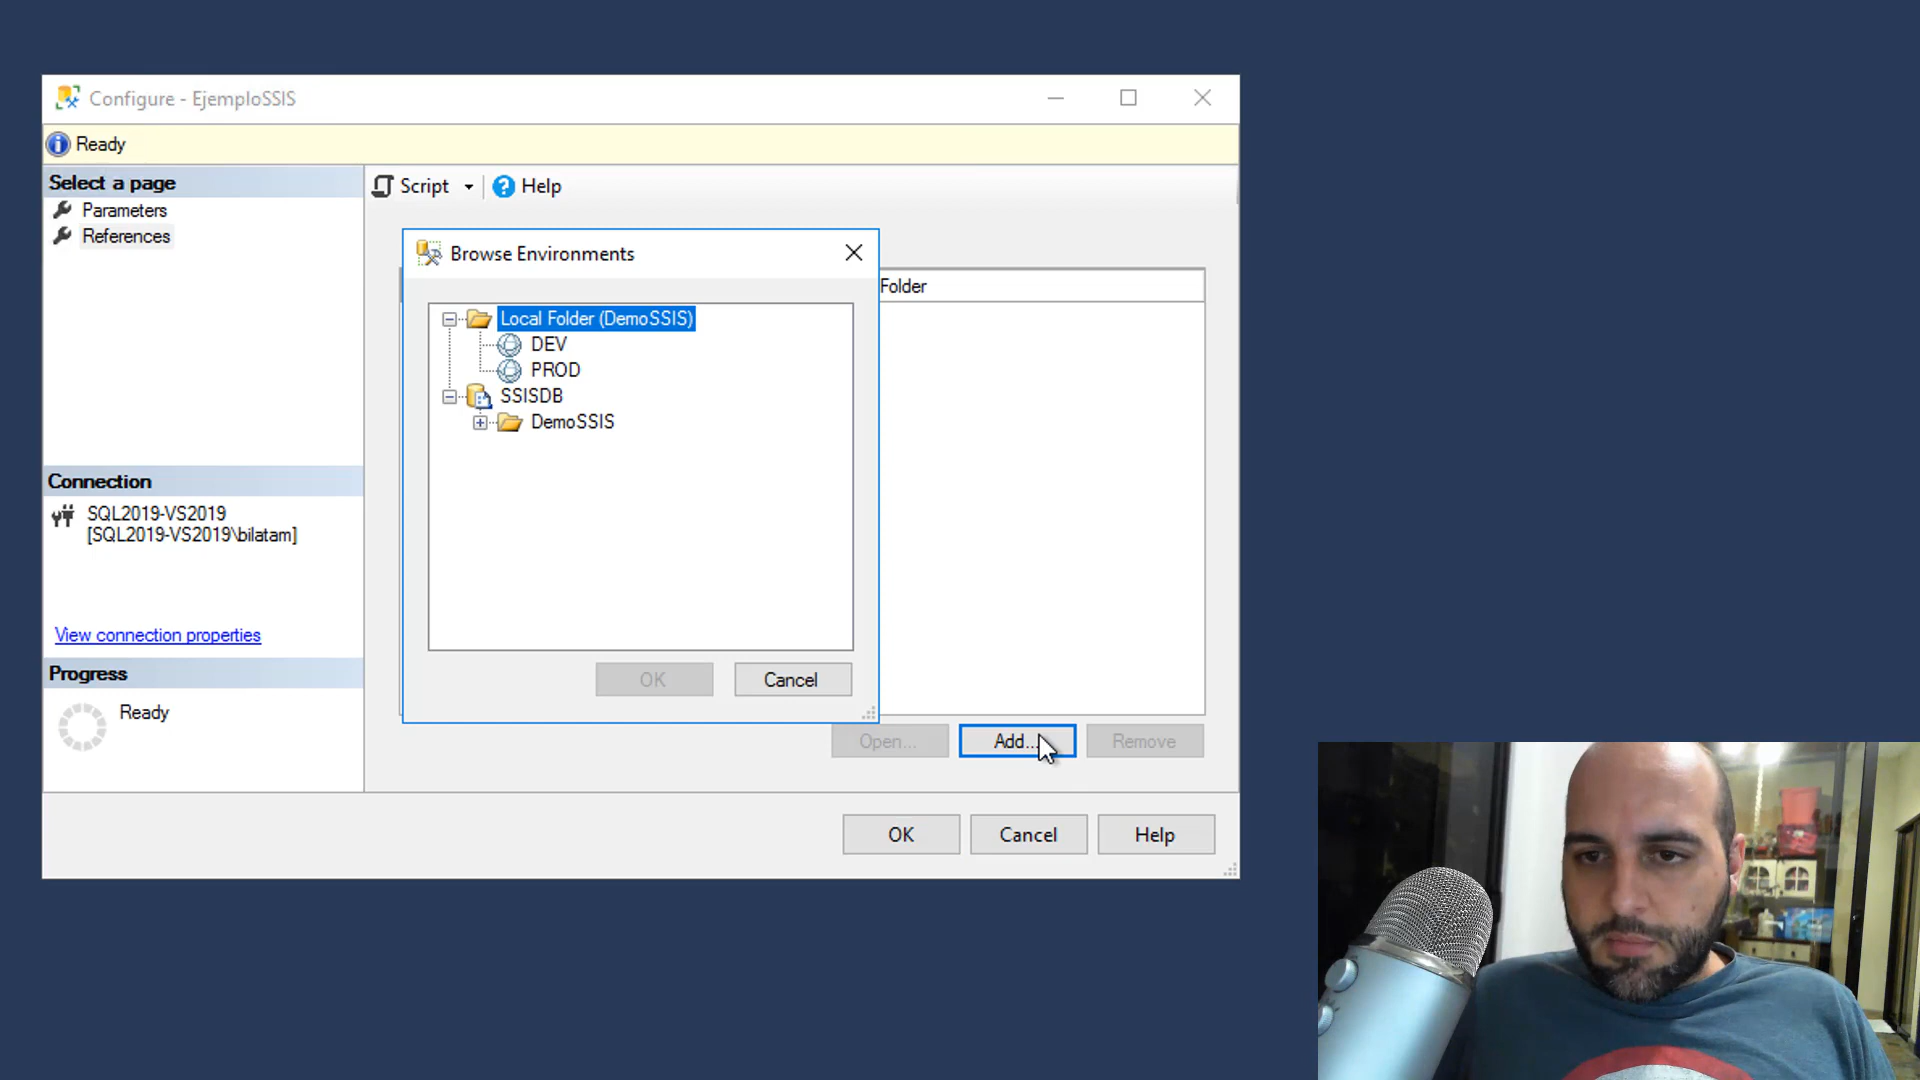 Configure - EjemploSSIS
Ready
Select a page
Parameters
References
Script
Help
Browse Environments
Folder
Local Folder (DemoSSIS)
DEV
PROD
SSISDB
DemoSSIS
Connection
SQL2019-VS2019
[SQL2019-VS2019\bilatam]
View connection properties
OK
Cancel
Progress
Ready
Open...
Add...
Remove
OK
Cancel
Help